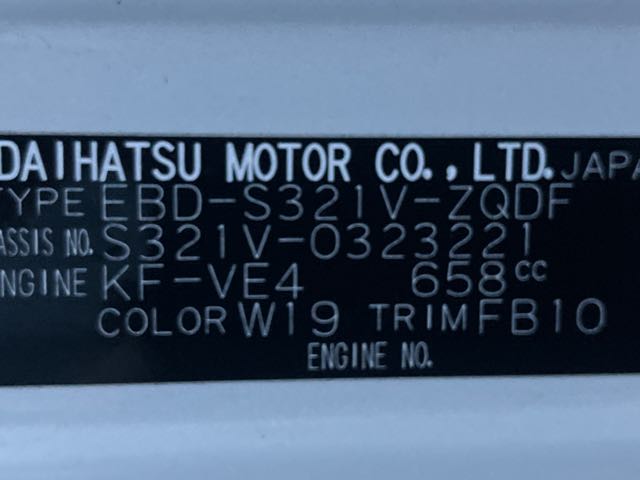 DAIHATSU MOTOR CO., LTD. JAPA
TYPE EBD-S321V-ZQDF
ASSIS NO. S321V-0323221
NGINE KF-VE4 658cc
COLOR W19 TRIM FB10
ENGINE NO.